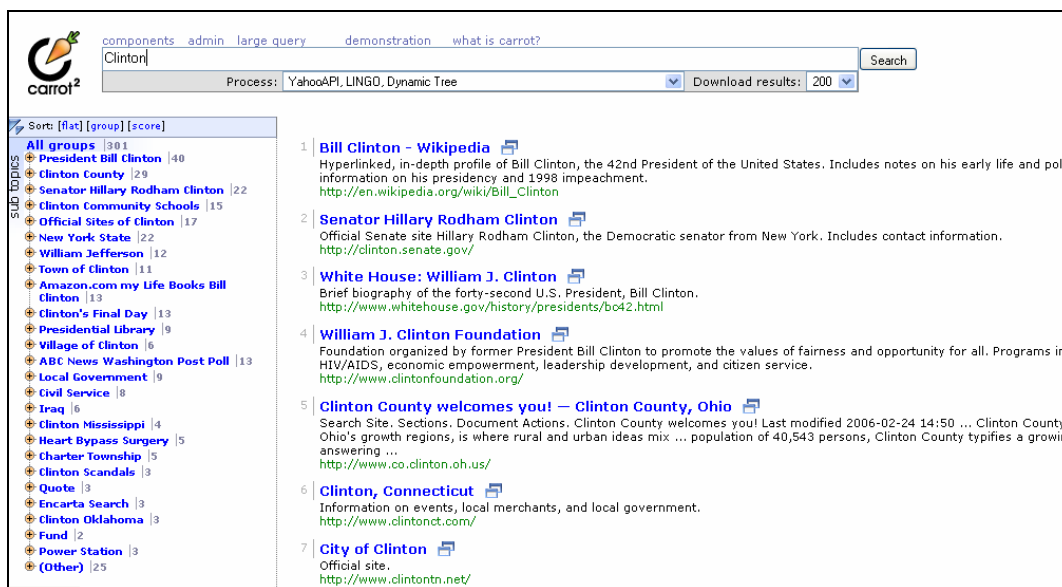 components admin large query demonstration what is carrot?
Clinton
Search
carrot²
Process: YahooAPI, LINGO, Dynamic Tree
Download results: 200
Sort: [flat] [group] [score]
sub topics
All groups |301
President Bill Clinton |40
Clinton County |29
Senator Hillary Rodham Clinton |22
Clinton Community Schools |15
Official Sites of Clinton |17
New York State |22
William Jefferson |12
Town of Clinton |11
Amazon.com my Life Books Bill
Clinton |13
Clinton's Final Day |13
Presidential Library |9
Village of Clinton |6
ABC News Washington Post Poll |13
Local Government |9
Civil Service |8
Iraq |6
Clinton Mississippi |4
Heart Bypass Surgery |5
Charter Township |5
Clinton Scandals |3
Quote |3
Encarta Search |3
Clinton Oklahoma |3
Fund |2
Power Station |3
(Other) |25
1 Bill Clinton - Wikipedia
Hyperlinked, in-depth profile of Bill Clinton, the 42nd President of the United States. Includes notes on his early life and pol
information on his presidency and 1998 impeachment.
http://en.wikipedia.org/wiki/Bill_Clinton
2 Senator Hillary Rodham Clinton
Official Senate site Hillary Rodham Clinton, the Democratic senator from New York. Includes contact information.
http://clinton.senate.gov/
3 White House: William J. Clinton
Brief biography of the forty-second U.S. President, Bill Clinton.
http://www.whitehouse.gov/history/presidents/bc42.html
4 William J. Clinton Foundation
Foundation organized by former President Bill Clinton to promote the values of fairness and opportunity for all. Programs in
HIV/AIDS, economic empowerment, leadership development, and citizen service.
http://www.clintonfoundation.org/
5 Clinton County welcomes you! — Clinton County, Ohio
Search Site. Sections. Document Actions. Clinton County welcomes you! Last modified 2006-02-24 14:50 ... Clinton County
Ohio's growth regions, is where rural and urban ideas mix ... population of 40,543 persons, Clinton County typifies a growin
answering ...
http://www.co.clinton.oh.us/
6 Clinton, Connecticut
Information on events, local merchants, and local government.
http://www.clintonct.com/
7 City of Clinton
Official site.
http://www.clintontn.net/